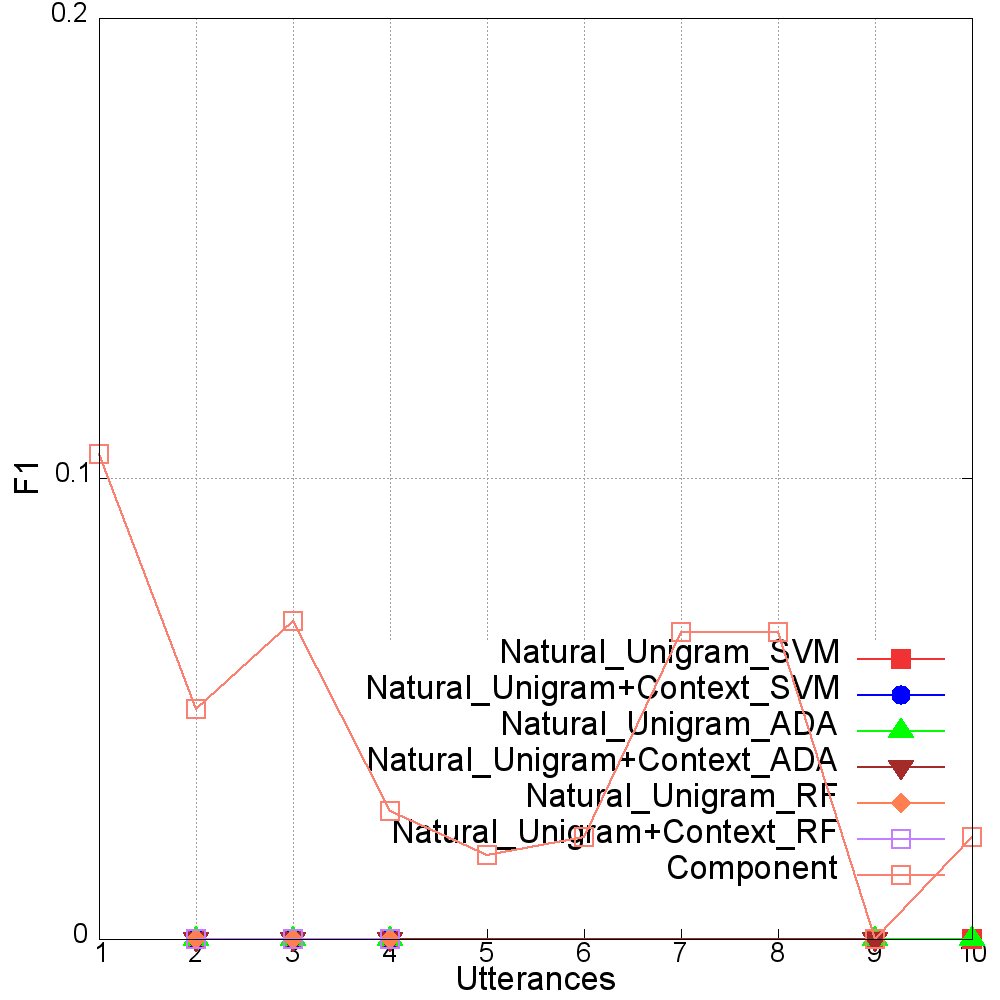 0.2
0.1
0
F1
Natural_Unigram_SVM
Natural_Unigram+Context_SVM
Natural_Unigram_ADA
Natural_Unigram+Context_ADA
Natural_Unigram_RF
Natural_Unigram+Context_RF
Component
1 2 3 4 5 6 7 8 9 10
Utterances